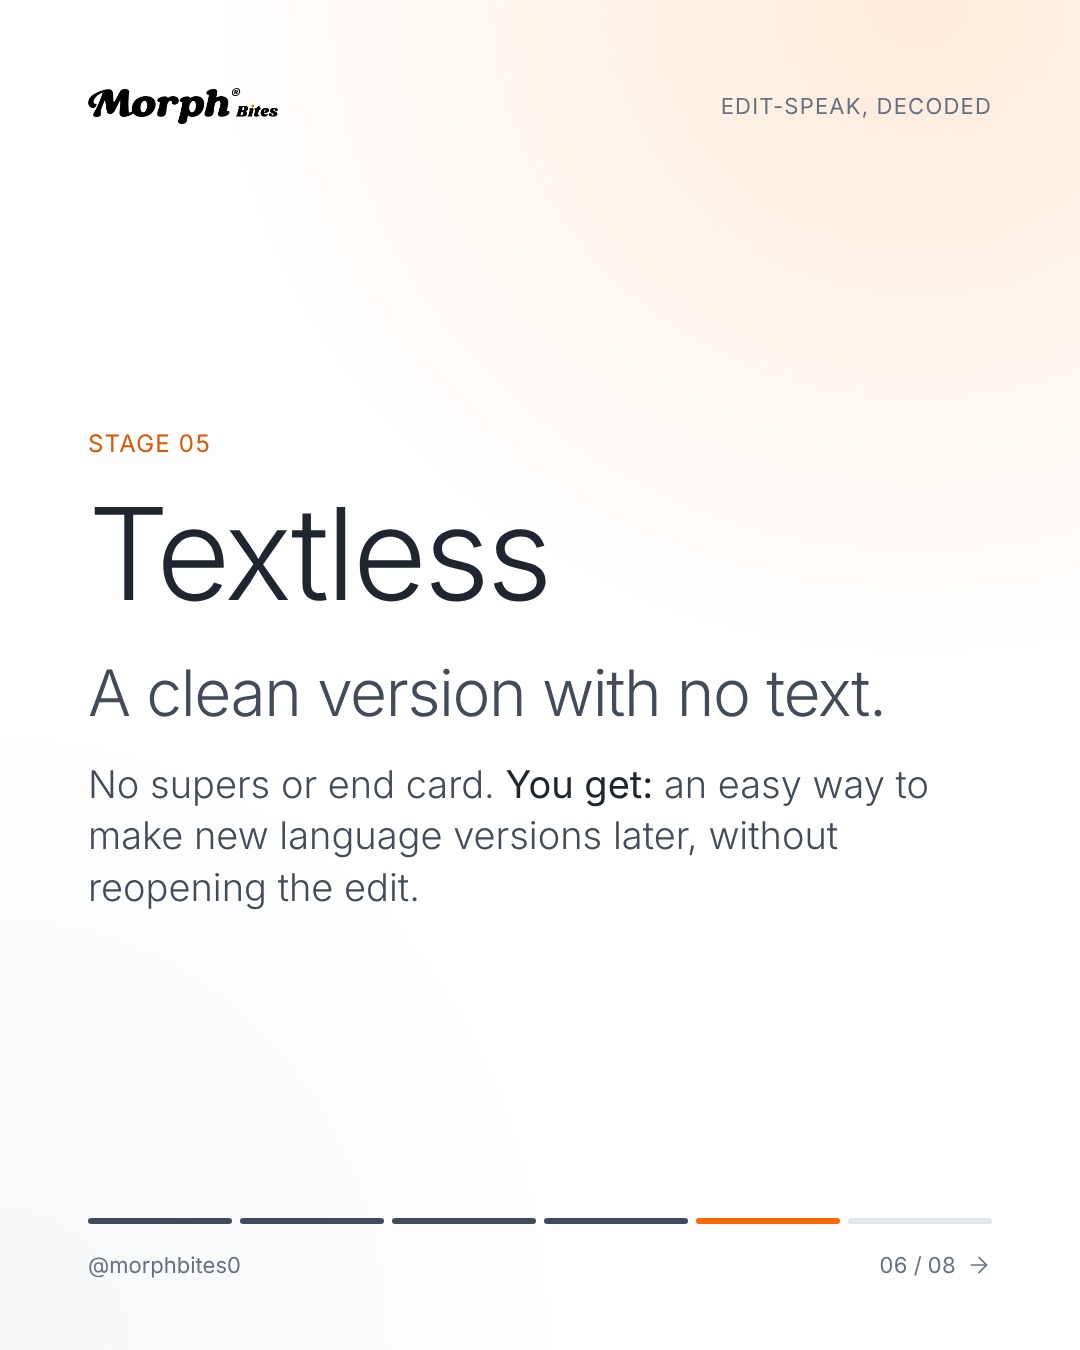 Morph® Bites
EDIT-SPEAK, DECODED
STAGE 05
Textless
A clean version with no text.
No supers or end card. You get: an easy way to
make new language versions later, without
reopening the edit.
@morphbites0
06 / 08 →